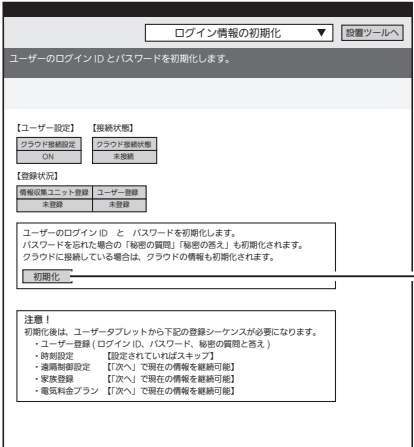 ログイン情報の初期化 ▼ 設置ツールへ
ユーザーのログイン ID とパスワードを初期化します。
【ユーザー設定】 【接続状態】
クラウド接続設定 クラウド接続状態
ON 未接続
【登録状況】
情報収集ユニット登録 ユーザー登録
未登録 未登録
ユーザーのログイン ID と パスワードを初期化します。
パスワードを忘れた場合の「秘密の質問」「秘密の答え」も初期化されます。
クラウドに接続している場合は、クラウドの情報も初期化されます。
初期化
注意！
初期化後は、ユーザータブレットから下記の登録シーケンスが必要になります。
・ユーザー登録 ( ログイン ID、パスワード、秘密の質問と答え )
・時刻設定 【設定されていればスキップ】
・遠隔制御設定 【「次へ」で現在の情報を継続可能】
・家族登録 【「次へ」で現在の情報を継続可能】
・電気料金プラン 【「次へ」で現在の情報を継続可能】